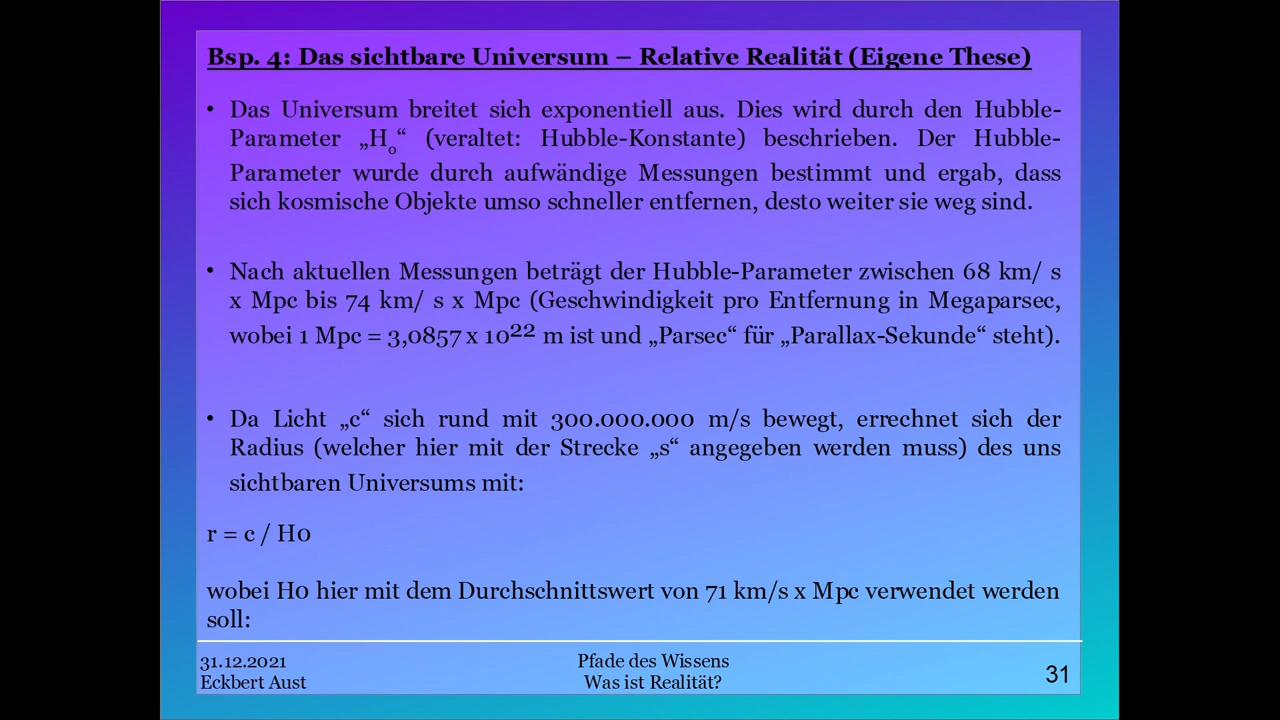 Bsp. 4: Das sichtbare Universum – Relative Realität (Eigene These)
• Das Universum breitet sich exponentiell aus. Dies wird durch den Hubble-
Parameter „H₀“ (veraltet: Hubble-Konstante) beschrieben. Der Hubble-
Parameter wurde durch aufwändige Messungen bestimmt und ergab, dass
sich kosmische Objekte umso schneller entfernen, desto weiter sie weg sind.
• Nach aktuellen Messungen beträgt der Hubble-Parameter zwischen 68 km/ s
x Mpc bis 74 km/ s x Mpc (Geschwindigkeit pro Entfernung in Megaparsec,
wobei 1 Mpc = 3,0857 x 10²² m ist und „Parsec“ für „Parallax-Sekunde“ steht).
• Da Licht „c“ sich rund mit 300.000.000 m/s bewegt, errechnet sich der
Radius (welcher hier mit der Strecke „s“ angegeben werden muss) des uns
sichtbaren Universums mit:
r = c / H0
wobei H0 hier mit dem Durchschnittswert von 71 km/s x Mpc verwendet werden
soll:
31.12.2021
Eckbert Aust
Pfade des Wissens
Was ist Realität?
31